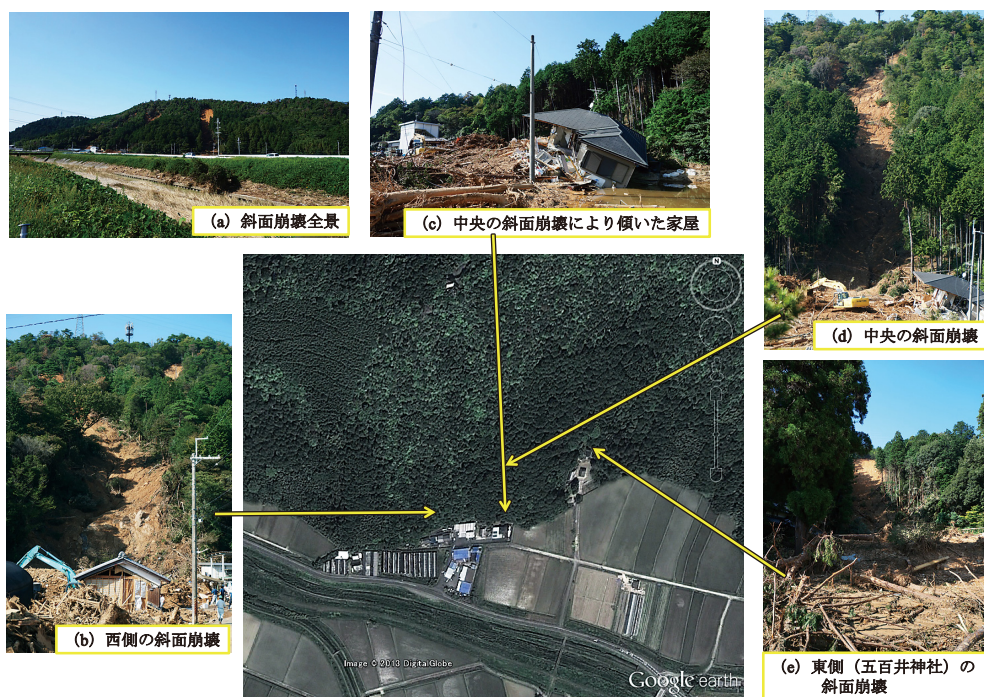 (a) 斜面崩壊全景
(c) 中央の斜面崩壊により傾いた家屋
(d) 中央の斜面崩壊
(b) 西側の斜面崩壊
(e) 東側（五百井神社）の
斜面崩壊
N
Image © 2013 DigitalGlobe
Google earth